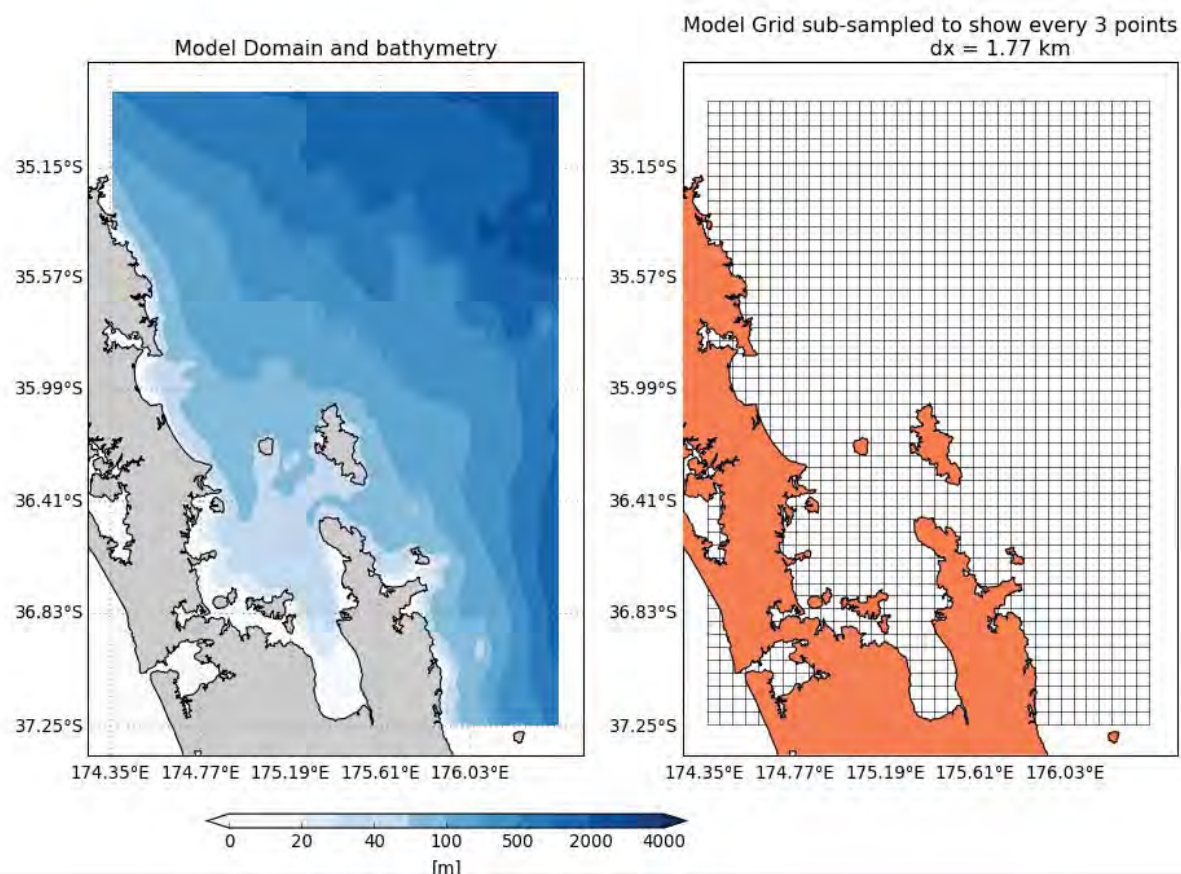 Model Domain and bathymetry
Model Grid sub-sampled to show every 3 points
dx = 1.77 km
35.15°S
35.57°S
35.99°S
36.41°S
36.83°S
37.25°S
174.35°E 174.77°E 175.19°E 175.61°E 176.03°E
35.15°S
35.57°S
35.99°S
36.41°S
36.83°S
37.25°S
174.35°E 174.77°E 175.19°E 175.61°E 176.03°E
0 20 40 100 500 2000 4000
[m]